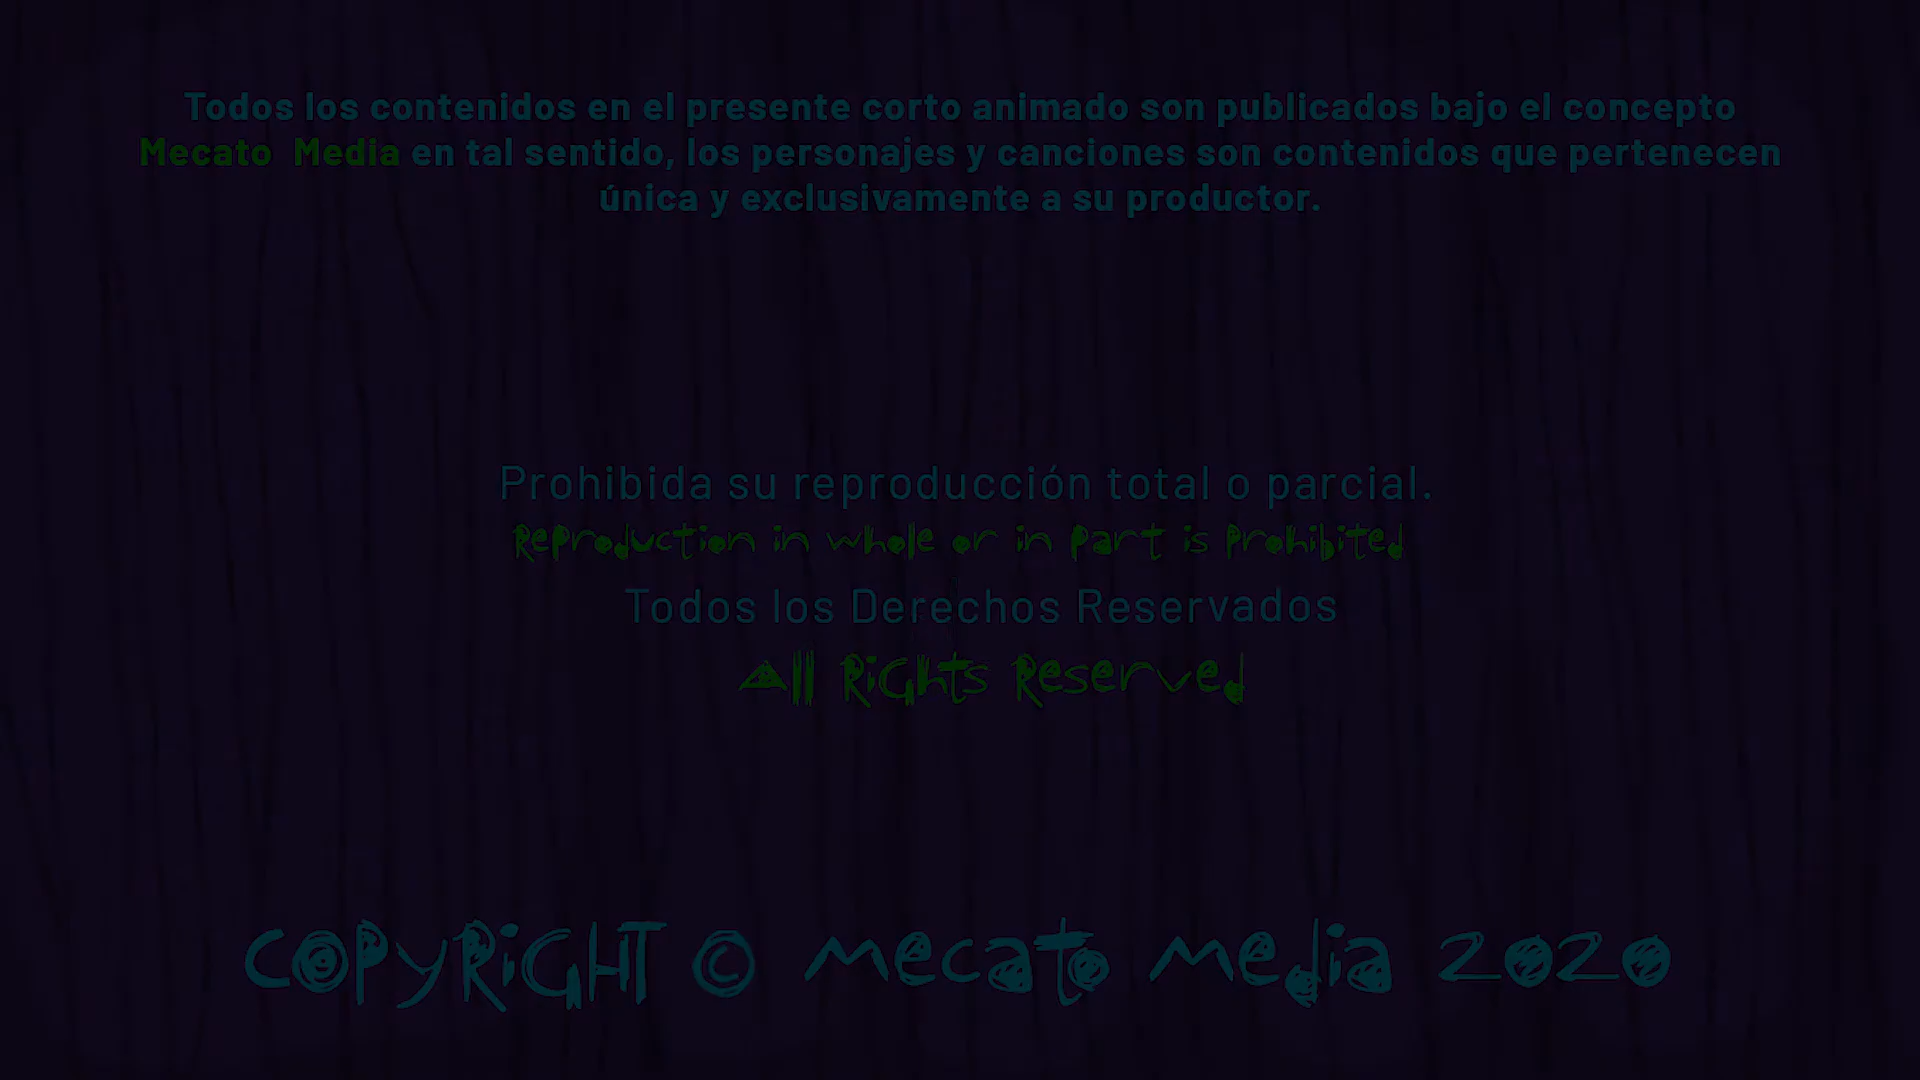 Todos los contenidos en el presente corto animado son publicados bajo el concepto
Mecato Media en tal sentido, los personajes y canciones son contenidos que pertenecen
única y exclusivamente a su productor.
Prohibida su reproducción total o parcial.
Reproduction in whole or in Part is Prohibited
Todos los Derechos Reservados
All Rights Reserved
COPYRIGHT © mecato media 2020